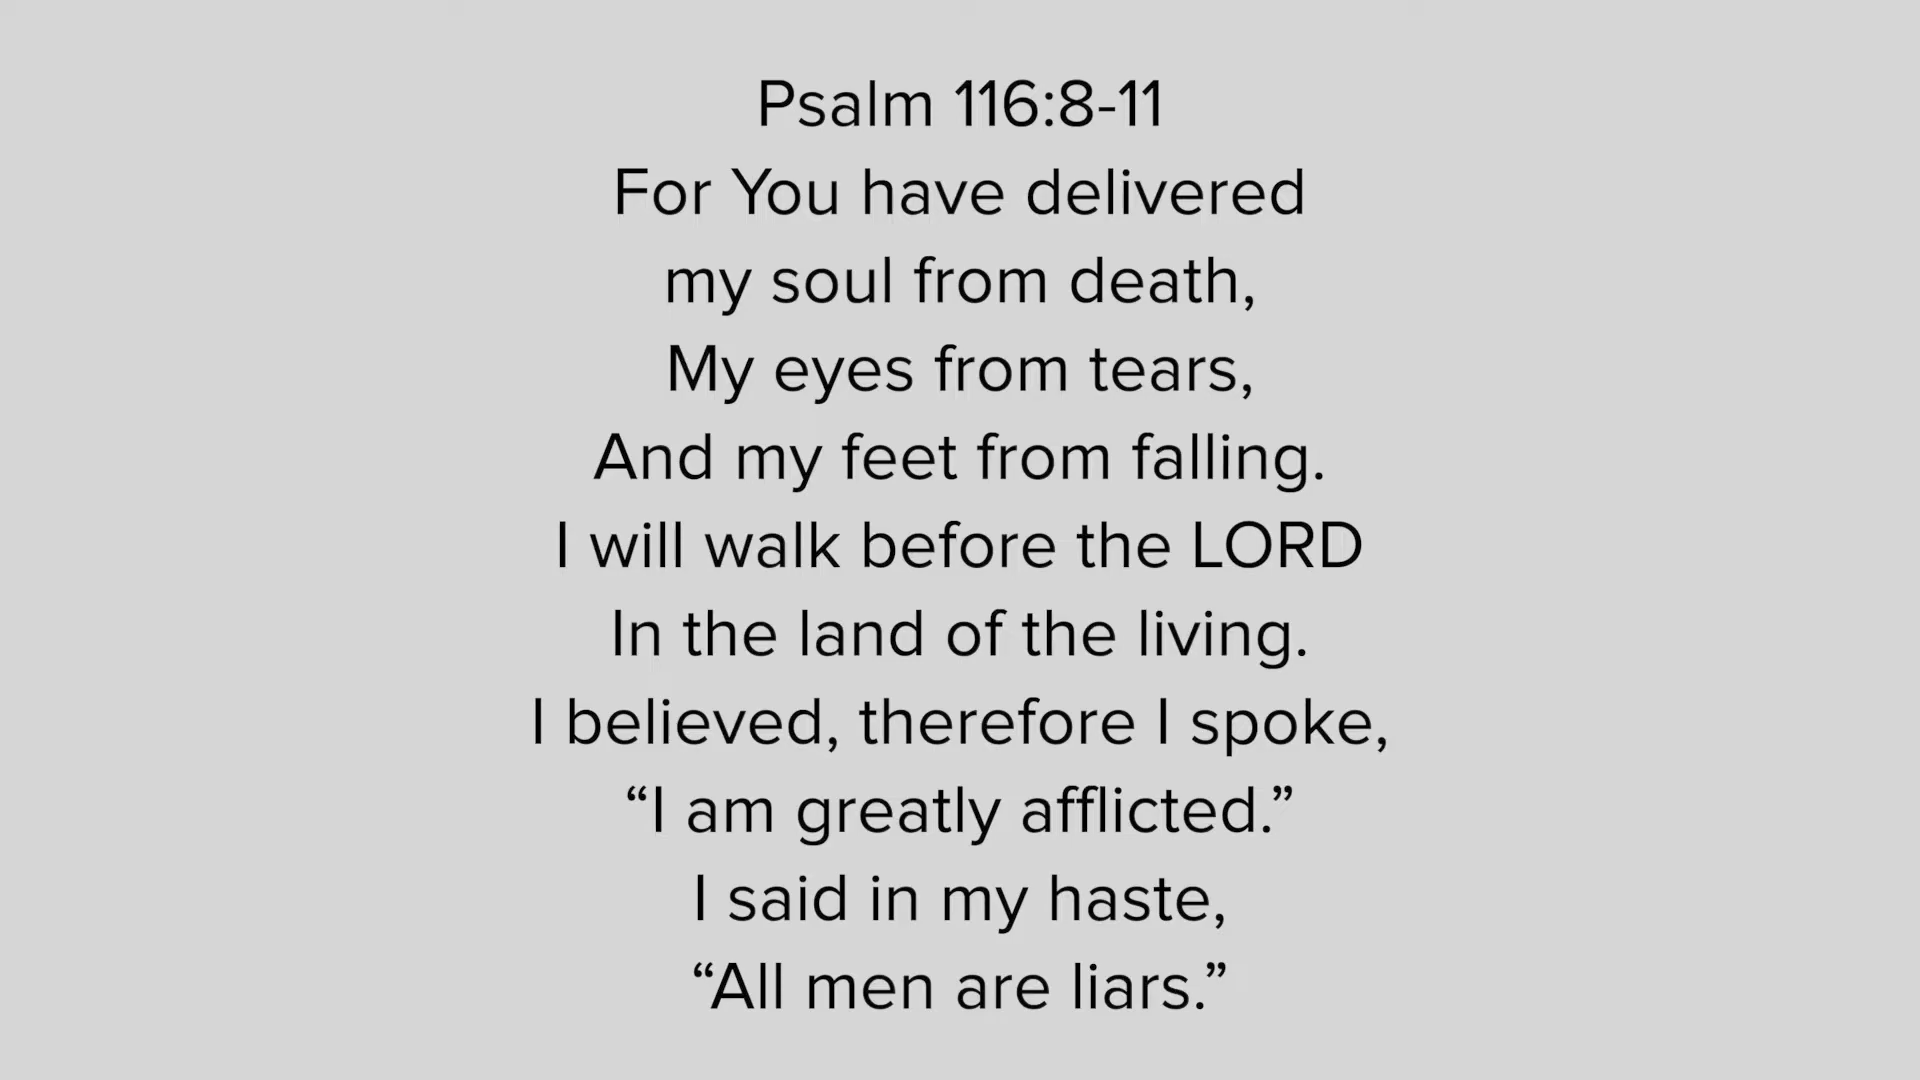 Psalm 116:8-11
For You have delivered
my soul from death,
My eyes from tears,
And my feet from falling.
I will walk before the LORD
In the land of the living.
I believed, therefore I spoke,
“I am greatly afflicted.”
I said in my haste,
“All men are liars.”